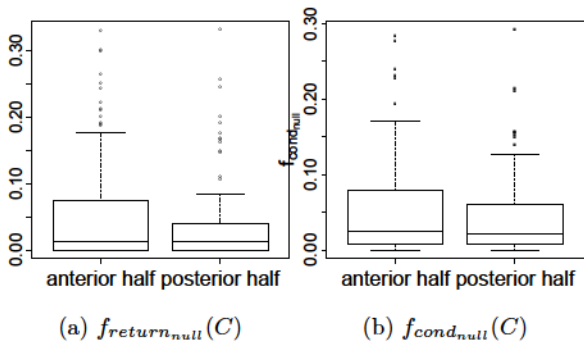 0.00 0.10 0.20 0.30
anterior half posterior half
(a) f_return_null(C)
f_cond_null
0.00 0.10 0.20 0.30
anterior half posterior half
(b) f_cond_null(C)